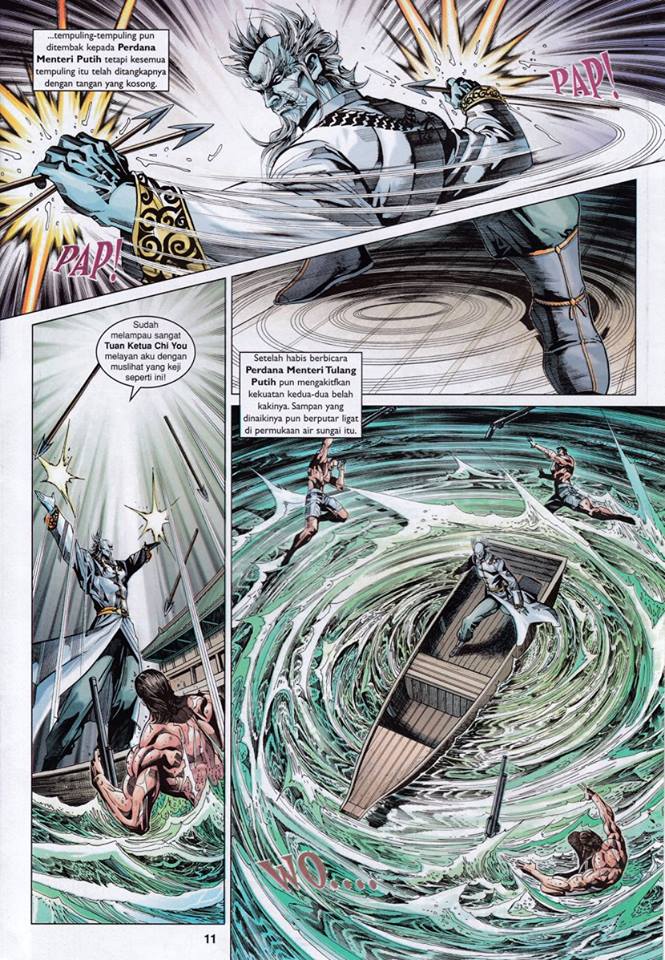 ...tempuling-tempuling pun
ditembak kepada Perdana
Menteri Putih tetapi kesemua
tempuling itu telah ditangkapnya
dengan tangan yang kosong.
PAP!
PAP!
Sudah
melampau sangat
Tuan Ketua Chi You
melayan aku dengan
muslihat yang keji
seperti ini!
Setelah habis berbicara
Perdana Menteri Tulang
Putih pun mengakitfkan
kekuatan kedua-dua belah
kakinya. Sampan yang
dinaikinya pun berputar ligat
di permukaan air sungai itu.
WO....
11